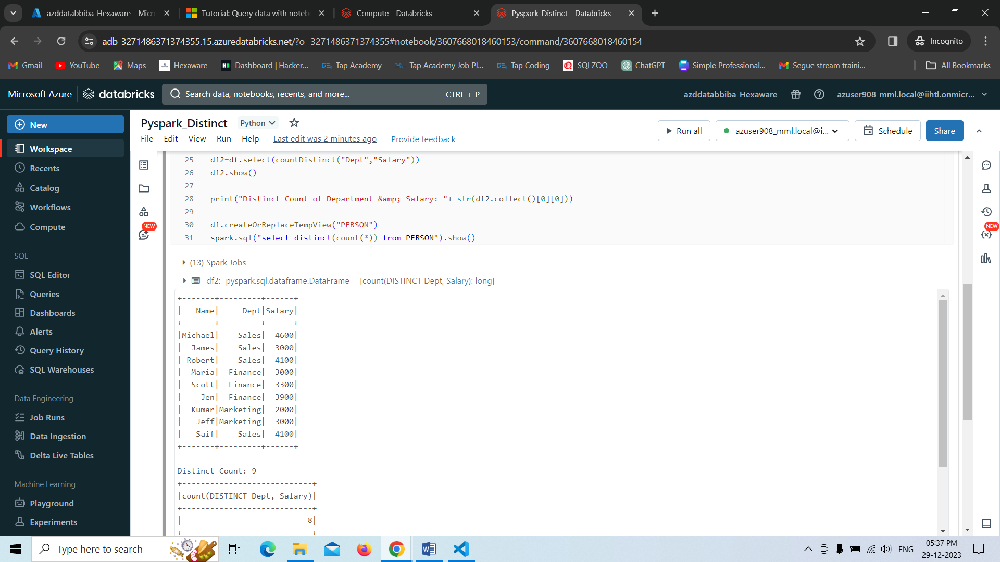 azddatabbiba_Hexaware - Micr
Tutorial: Query data with noteb
Compute - Databricks
Pyspark_Distinct - Databricks
adb-3271486371374355.15.azuredatabricks.net/?o=3271486371374355#notebook/3607668018460153/command/3607668018460154
Incognito
Gmail
YouTube
Maps
Hexaware
Dashboard | Hacker...
Tap Academy
Tap Academy Job Pl...
Tap Coding
SQLZOO
ChatGPT
Simple Professional...
Segue stream traini...
All Bookmarks
Microsoft Azure
databricks
Search data, notebooks, recents, and more...
CTRL + P
azddatabbiba_Hexaware
azuser908_mml.local@iihtl.onmicr...
New
Workspace
Recents
Catalog
Workflows
Compute
SQL
SQL Editor
Queries
Dashboards
Alerts
Query History
SQL Warehouses
Data Engineering
Job Runs
Data Ingestion
Delta Live Tables
Machine Learning
Playground
Experiments
Pyspark_Distinct
Python
File Edit View Run Help
Last edit was 2 minutes ago
Provide feedback
Run all
azuser908_mml.local@i...
Schedule
Share
NEW
NEW
25 df2=df.select(countDistinct("Dept","Salary"))
26 df2.show()
27
28 print("Distinct Count of Department &amp; Salary: "+ str(df2.collect()[0][0]))
29
30 df.createOrReplaceTempView("PERSON")
31 spark.sql("select distinct(count(*)) from PERSON").show()
(13) Spark Jobs
df2: pyspark.sql.dataframe.DataFrame = [count(DISTINCT Dept, Salary): long]
+-------+---------+------+
|   Name|     Dept|Salary|
+-------+---------+------+
|Michael|    Sales|  4600|
|  James|    Sales|  3000|
| Robert|    Sales|  4100|
|  Maria|  Finance|  3000|
|  Scott|  Finance|  3300|
|    Jen|  Finance|  3900|
|  Kumar|Marketing|  2000|
|   Jeff|Marketing|  3000|
|   Saif|    Sales|  4100|
+-------+---------+------+
Distinct Count: 9
+----------------------------+
|count(DISTINCT Dept, Salary)|
+----------------------------+
|                           8|
+----------------------------+
Type here to search
ENG
05:37 PM
29-12-2023